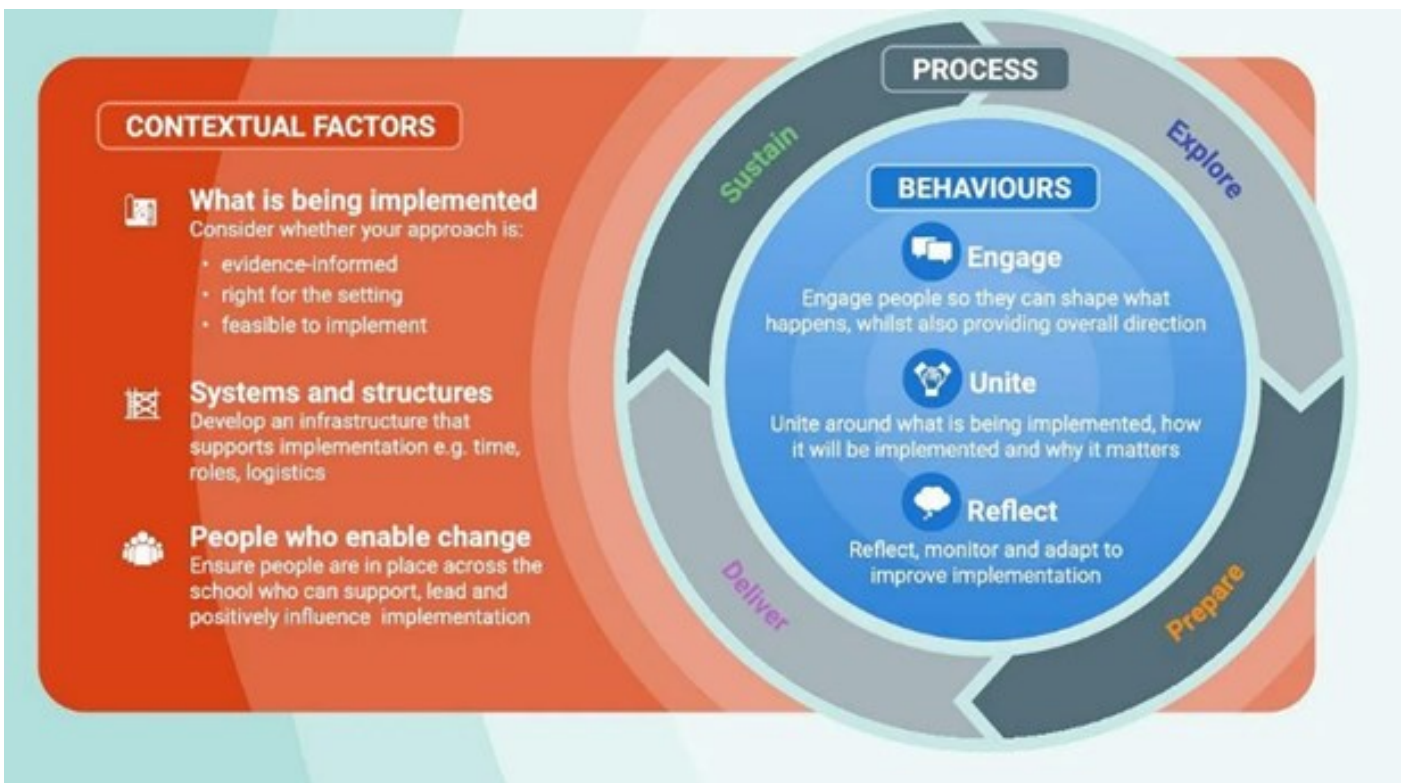 CONTEXTUAL FACTORS
What is being implemented
Consider whether your approach is:
• evidence-informed
• right for the setting
• feasible to implement
Systems and structures
Develop an infrastructure that
supports implementation e.g. time,
roles, logistics
People who enable change
Ensure people are in place across the
school who can support, lead and
positively influence implementation
PROCESS
Sustain
Explore
Prepare
Deliver
BEHAVIOURS
Engage
Engage people so they can shape what
happens, whilst also providing overall direction
Unite
Unite around what is being implemented, how
it will be implemented and why it matters
Reflect
Reflect, monitor and adapt to
improve implementation